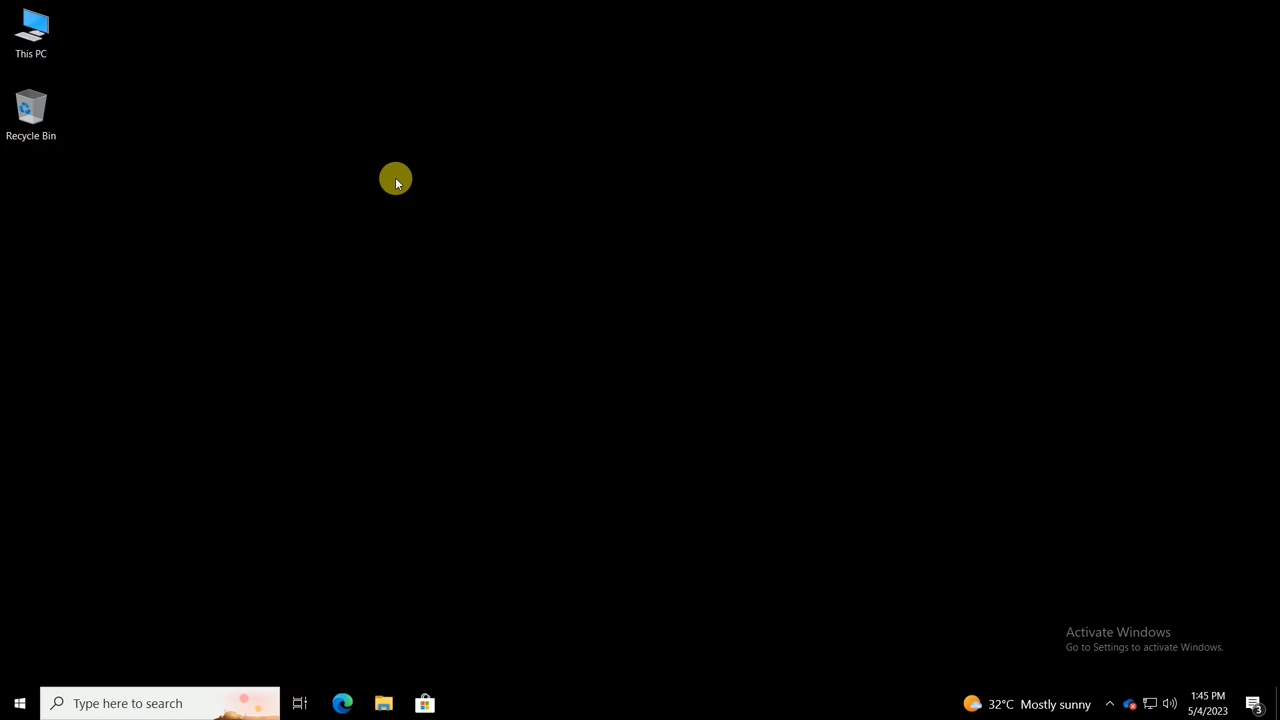 This PC
Recycle Bin
Activate Windows
Go to Settings to activate Windows.
Type here to search
32°C Mostly sunny
1:45 PM
5/4/2023
3